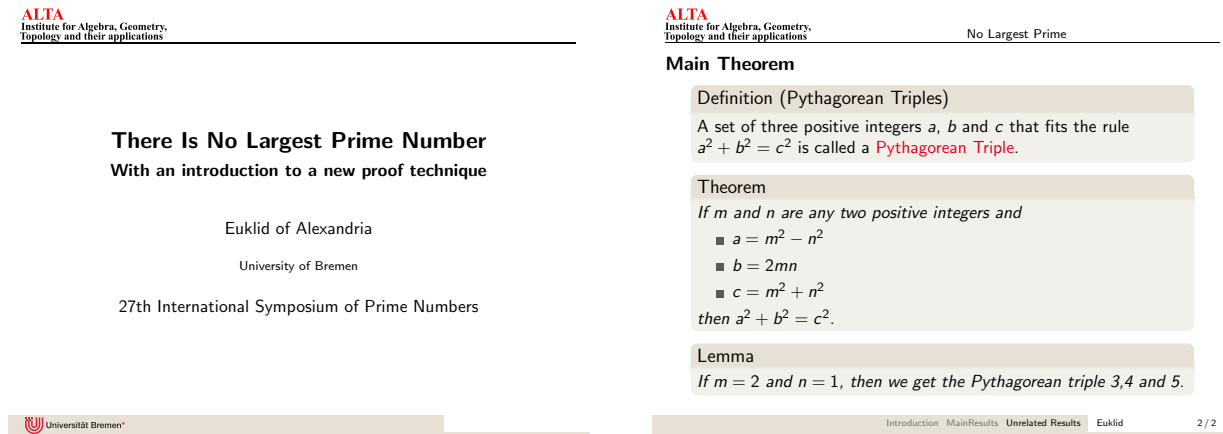 ALTA
Institute for Algebra, Geometry,
Topology and their applications
There Is No Largest Prime Number
With an introduction to a new proof technique
Euklid of Alexandria
University of Bremen
27th International Symposium of Prime Numbers
Universität Bremen*
ALTA
Institute for Algebra, Geometry,
Topology and their applications
No Largest Prime
Main Theorem
Definition (Pythagorean Triples)
A set of three positive integers a, b and c that fits the rule
a² + b² = c² is called a Pythagorean Triple.
Theorem
If m and n are any two positive integers and
■ a = m² − n²
■ b = 2mn
■ c = m² + n²
then a² + b² = c².
Lemma
If m = 2 and n = 1, then we get the Pythagorean triple 3,4 and 5.
Introduction MainResults Unrelated Results Euklid 2 / 2